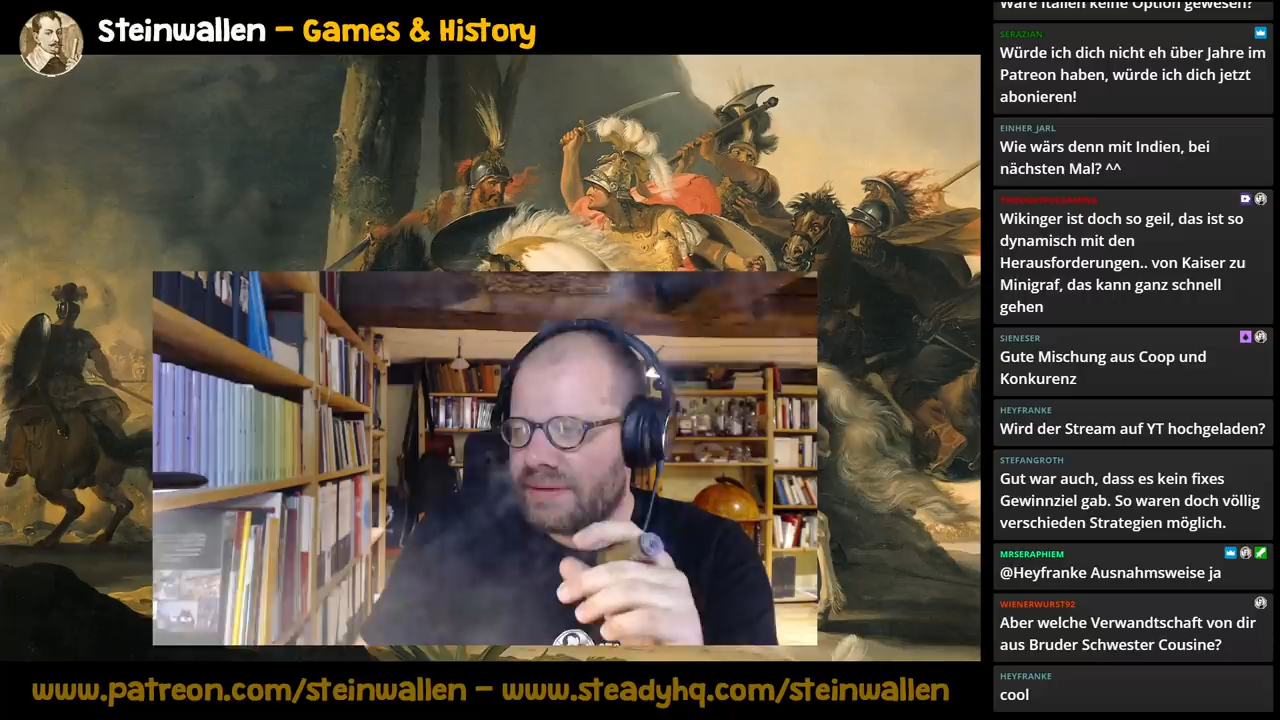 Steinwallen – Games & History
Wäre Italien keine Option gewesen?
SERAZIAN
Würde ich dich nicht eh über Jahre im
Patreon haben, würde ich dich jetzt
abonieren!
EINHER_JARL
Wie wärs denn mit Indien, bei
nächsten Mal? ^^
Wikinger ist doch so geil, das ist so
dynamisch mit den
Herausforderungen.. von Kaiser zu
Minigraf, das kann ganz schnell
gehen
SIENESER
Gute Mischung aus Coop und
Konkurenz
HEYFRANKE
Wird der Stream auf YT hochgeladen?
STEFANGROTH
Gut war auch, dass es kein fixes
Gewinnziel gab. So waren doch völlig
verschieden Strategien möglich.
MRSERAPHIEM
@Heyfranke Ausnahmsweise ja
WIENERWURST92
Aber welche Verwandtschaft von dir
aus Bruder Schwester Cousine?
HEYFRANKE
cool
www.patreon.com/steinwallen – www.steadyhq.com/steinwallen